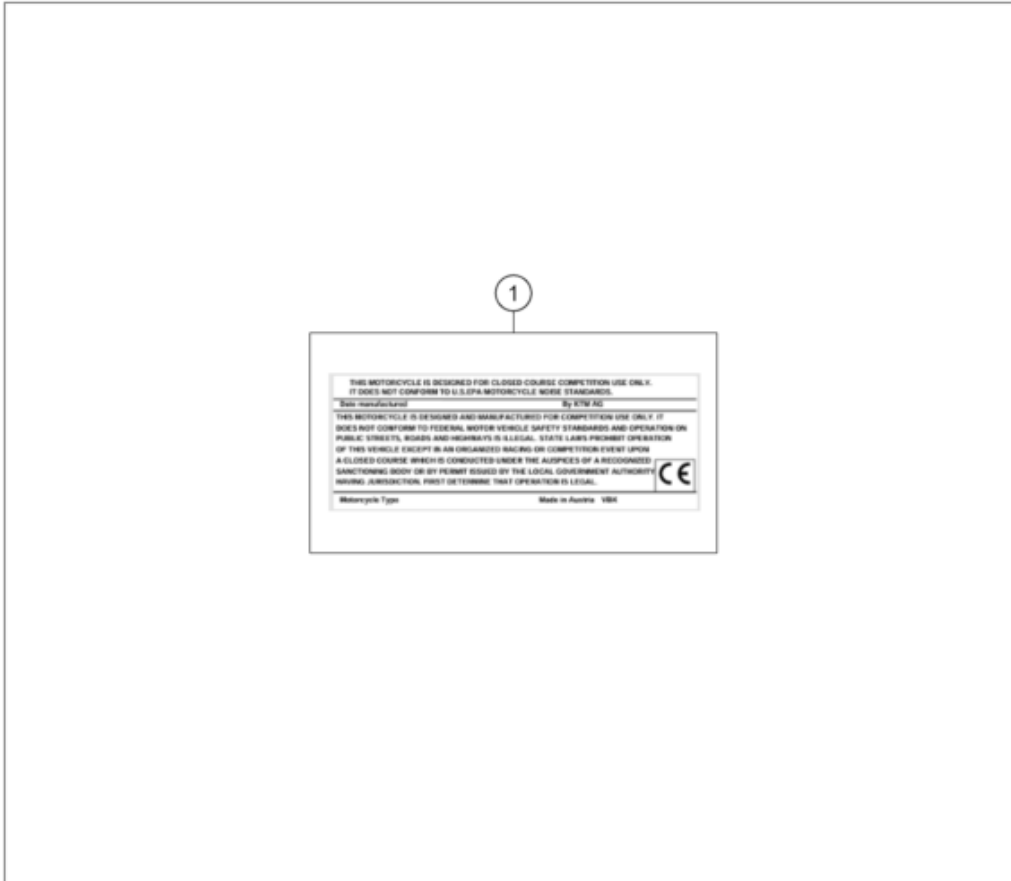 1
THIS MOTORCYCLE IS DESIGNED FOR CLOSED COURSE COMPETITION USE ONLY.
IT DOES NOT CONFORM TO U.S.EPA MOTORCYCLE NOISE STANDARDS.
Date manufactured By KTM AG
THIS MOTORCYCLE IS DESIGNED AND MANUFACTURED FOR COMPETITION USE ONLY. IT
DOES NOT CONFORM TO FEDERAL MOTOR VEHICLE SAFETY STANDARDS AND OPERATION ON
PUBLIC STREETS, ROADS AND HIGHWAYS IS ILLEGAL. STATE LAWS PROHIBIT OPERATION
OF THIS VEHICLE EXCEPT IN AN ORGANIZED RACING OR COMPETITION EVENT UPON
A CLOSED COURSE WHICH IS CONDUCTED UNDER THE AUSPICES OF A RECOGNIZED
SANCTIONING BODY OR BY PERMIT ISSUED BY THE LOCAL GOVERNMENT AUTHORITY
HAVING JURISDICTION. FIRST DETERMINE THAT OPERATION IS LEGAL.
CE
Motorcycle Type Made in Austria